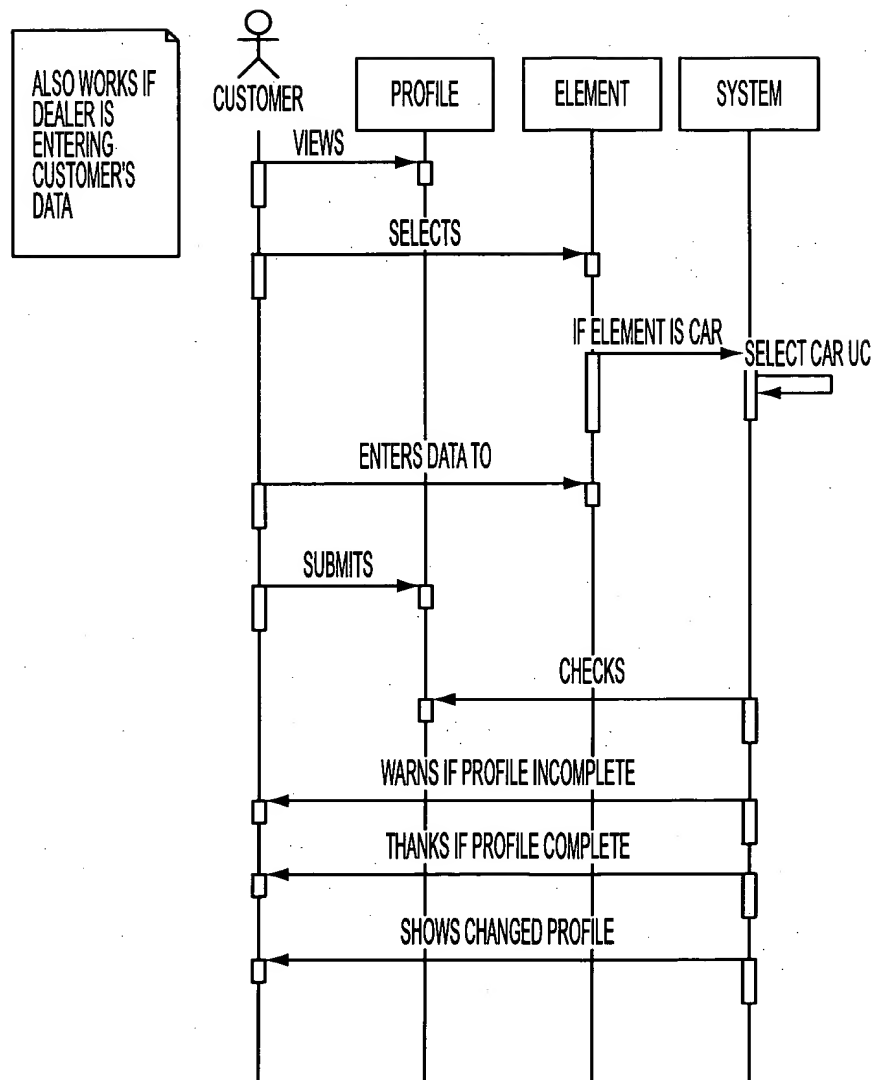 ALSO WORKS IF
DEALER IS
ENTERING
CUSTOMER'S
DATA
CUSTOMER
PROFILE
ELEMENT
SYSTEM
VIEWS
SELECTS
IF ELEMENT IS CAR
SELECT CAR UC
ENTERS DATA TO
SUBMITS
CHECKS
WARNS IF PROFILE INCOMPLETE
THANKS IF PROFILE COMPLETE
SHOWS CHANGED PROFILE